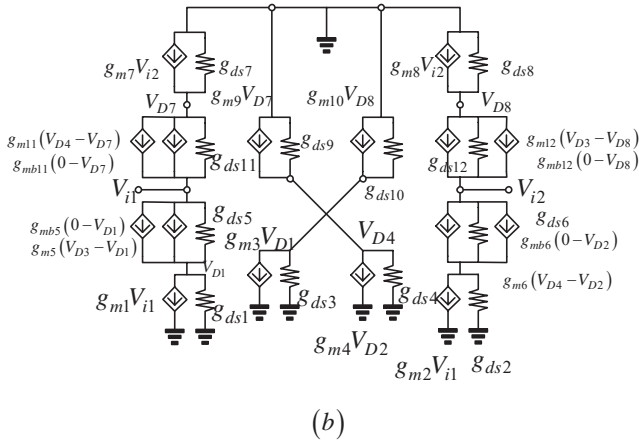 g_{m7}V_{i2}
g_{ds7}
g_{m8}V_{i2}
g_{ds8}
V_{D7}
g_{m9}V_{D7}
g_{m10}V_{D8}
V_{D8}
g_{m11}(V_{D4}-V_{D7})
g_{mb11}(0-V_{D7})
g_{ds11}
g_{ds9}
g_{ds10}
g_{ds12}
g_{m12}(V_{D3}-V_{D8})
g_{mb12}(0-V_{D8})
V_{i1}
V_{i2}
g_{mb5}(0-V_{D1})
g_{m5}(V_{D3}-V_{D1})
g_{ds5}
g_{m3}V_{D1}
V_{D4}
g_{ds6}
g_{mb6}(0-V_{D2})
V_{D1}
g_{m6}(V_{D4}-V_{D2})
g_{m1}V_{i1}
g_{ds1}
g_{ds3}
g_{ds4}
g_{m4}V_{D2}
g_{m2}V_{i1}
g_{ds2}
(b)